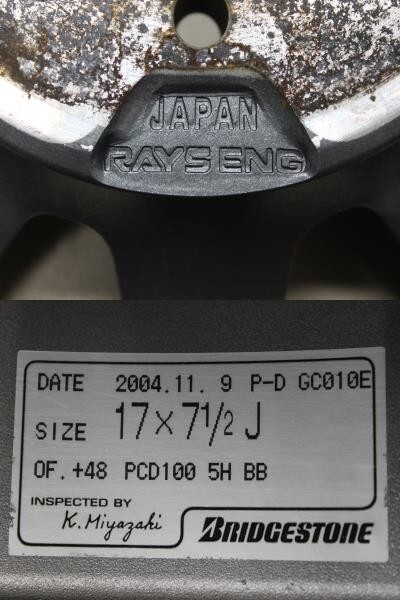 JAPAN
RAYS ENG
DATE 2004.11. 9 P-D GC010E
SIZE 17×7½ J
OF. +48 PCD100 5H BB
INSPECTED BY
K. Miyazaki
BRIDGESTONE